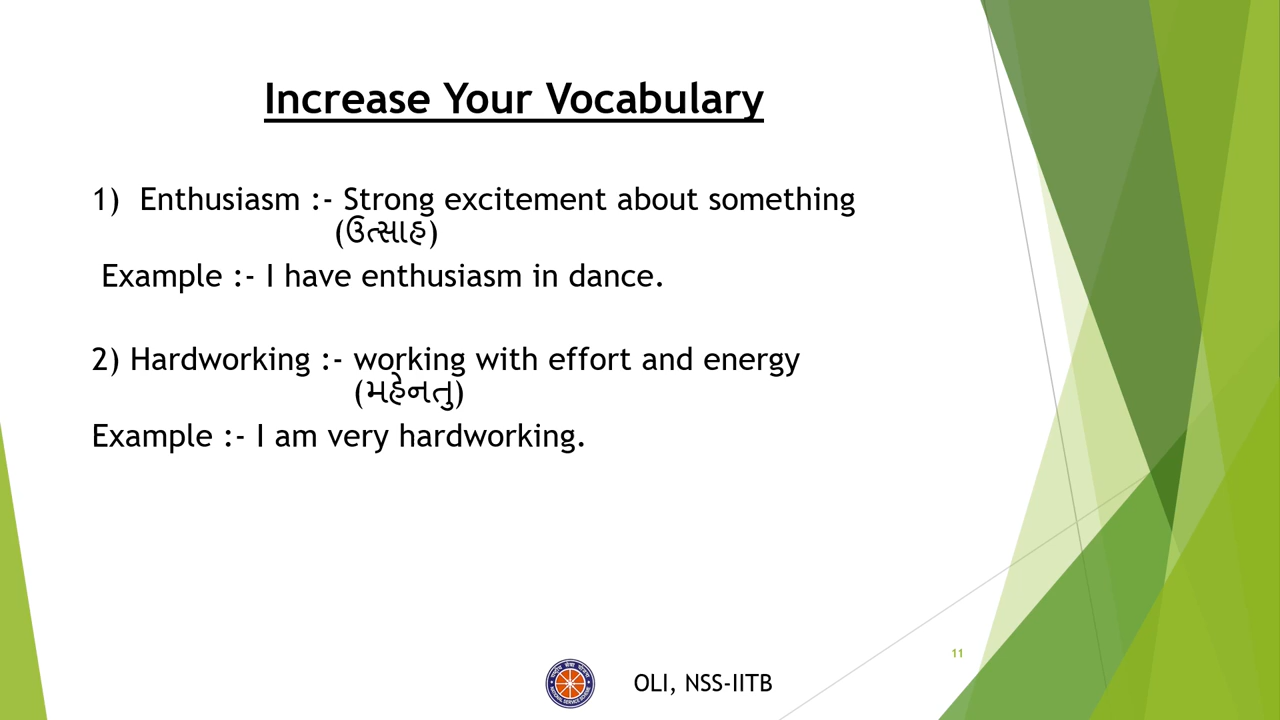 Increase Your Vocabulary
1) Enthusiasm :- Strong excitement about something
(ઉત્સાહ)
Example :- I have enthusiasm in dance.
2) Hardworking :- working with effort and energy
(મહેનતુ)
Example :- I am very hardworking.
11
OLI, NSS-IITB